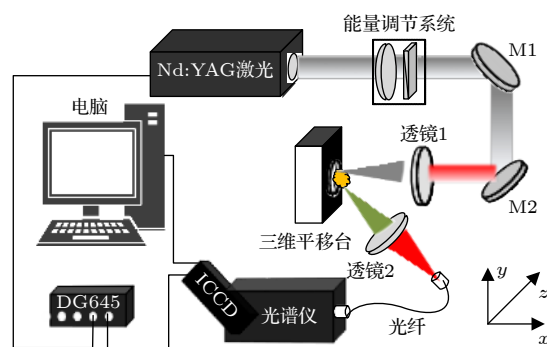 能量调节系统
M1
Nd:YAG激光
电脑
透镜1
M2
三维平移台
透镜2
ICCD
DG645
光谱仪
光纤
y
z
x